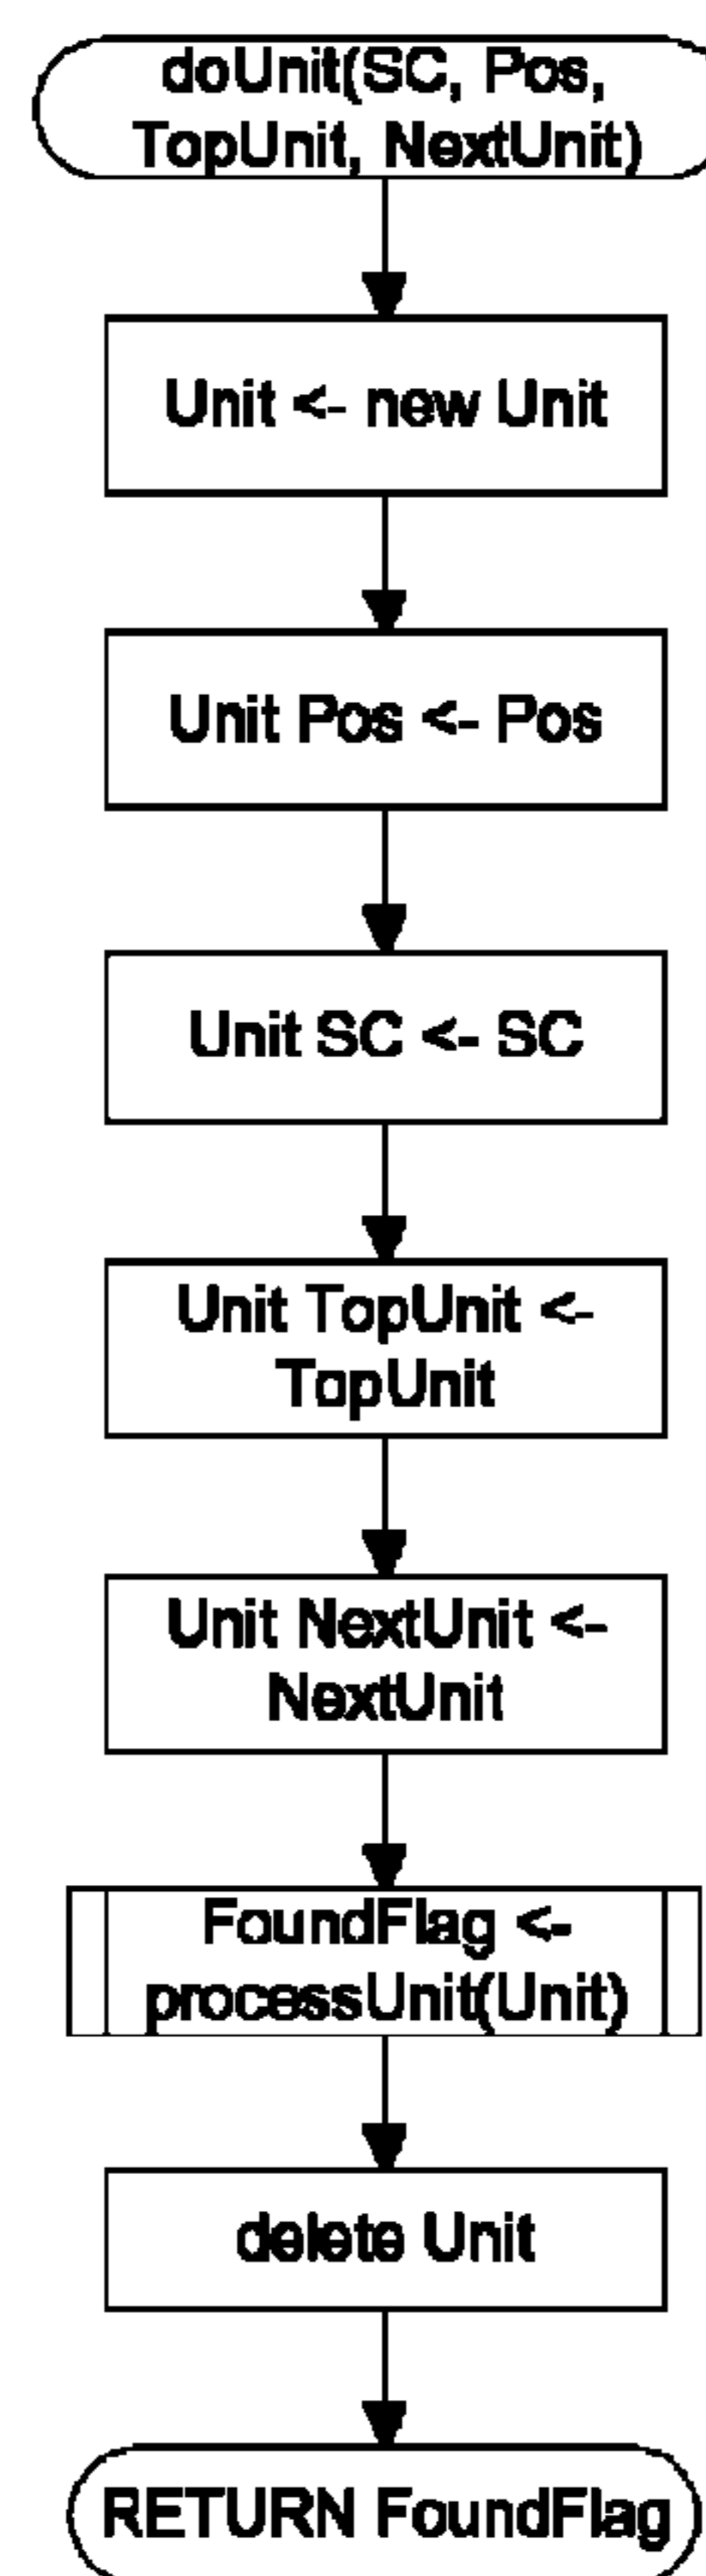 doUnit(SC, Pos,
TopUnit, NextUnit)
Unit <- new Unit
Unit Pos <- Pos
Unit SC <- SC
Unit TopUnit <-
TopUnit
Unit NextUnit <-
NextUnit
FoundFlag <-
processUnit(Unit)
delete Unit
RETURN FoundFlag